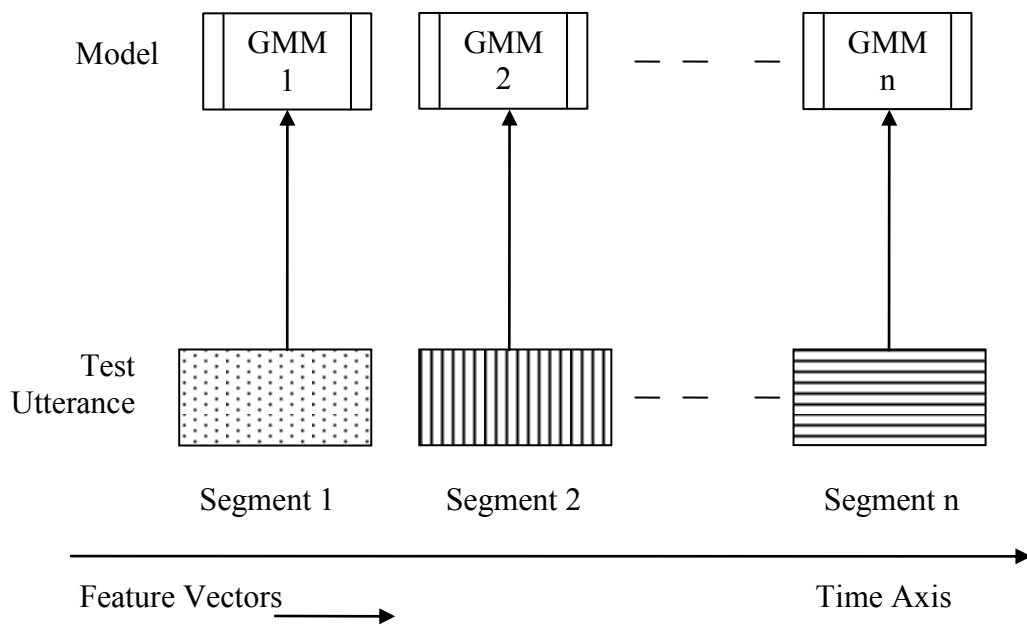 Model
GMM
1
GMM
2
GMM
n
Test
Utterance
Segment 1
Segment 2
Segment n
Feature Vectors
Time Axis